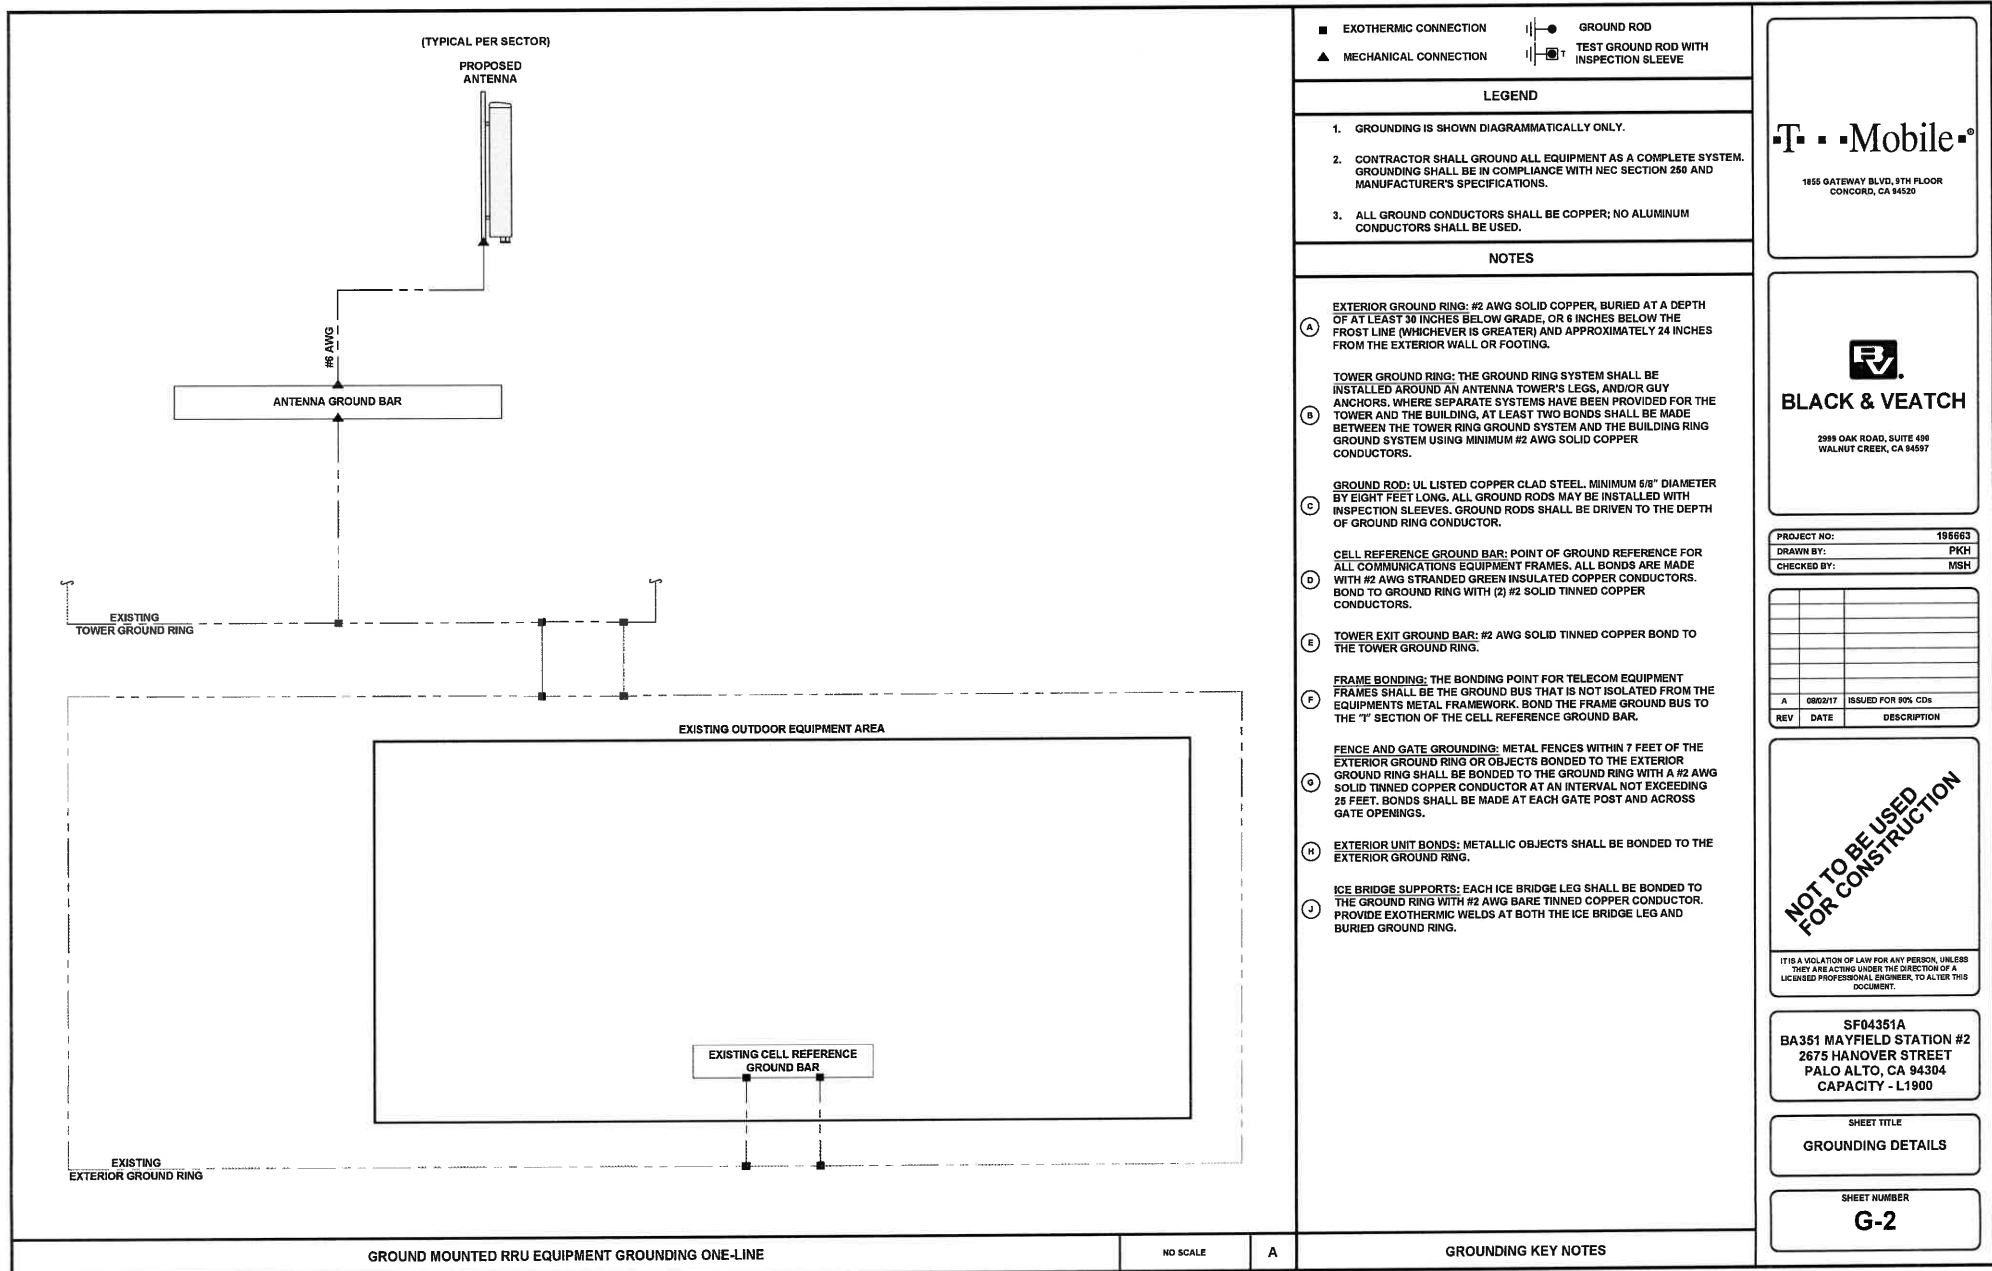 (TYPICAL PER SECTOR)
PROPOSED
ANTENNA
#6 AWG
ANTENNA GROUND BAR
EXISTING
TOWER GROUND RING
EXISTING OUTDOOR EQUIPMENT AREA
EXISTING CELL REFERENCE
GROUND BAR
EXISTING
EXTERIOR GROUND RING
GROUND MOUNTED RRU EQUIPMENT GROUNDING ONE-LINE
NO SCALE
A
EXOTHERMIC CONNECTION
GROUND ROD
MECHANICAL CONNECTION
T
TEST GROUND ROD WITH
INSPECTION SLEEVE
LEGEND
1. GROUNDING IS SHOWN DIAGRAMMATICALLY ONLY.
2. CONTRACTOR SHALL GROUND ALL EQUIPMENT AS A COMPLETE SYSTEM.
GROUNDING SHALL BE IN COMPLIANCE WITH NEC SECTION 250 AND
MANUFACTURER'S SPECIFICATIONS.
3. ALL GROUND CONDUCTORS SHALL BE COPPER; NO ALUMINUM
CONDUCTORS SHALL BE USED.
NOTES
A
EXTERIOR GROUND RING: #2 AWG SOLID COPPER, BURIED AT A DEPTH
OF AT LEAST 30 INCHES BELOW GRADE, OR 6 INCHES BELOW THE
FROST LINE (WHICHEVER IS GREATER) AND APPROXIMATELY 24 INCHES
FROM THE EXTERIOR WALL OR FOOTING.
B
TOWER GROUND RING: THE GROUND RING SYSTEM SHALL BE
INSTALLED AROUND AN ANTENNA TOWER'S LEGS, AND/OR GUY
ANCHORS. WHERE SEPARATE SYSTEMS HAVE BEEN PROVIDED FOR THE
TOWER AND THE BUILDING, AT LEAST TWO BONDS SHALL BE MADE
BETWEEN THE TOWER RING GROUND SYSTEM AND THE BUILDING RING
GROUND SYSTEM USING MINIMUM #2 AWG SOLID COPPER
CONDUCTORS.
C
GROUND ROD: UL LISTED COPPER CLAD STEEL. MINIMUM 5/8" DIAMETER
BY EIGHT FEET LONG. ALL GROUND RODS MAY BE INSTALLED WITH
INSPECTION SLEEVES. GROUND RODS SHALL BE DRIVEN TO THE DEPTH
OF GROUND RING CONDUCTOR.
D
CELL REFERENCE GROUND BAR: POINT OF GROUND REFERENCE FOR
ALL COMMUNICATIONS EQUIPMENT FRAMES. ALL BONDS ARE MADE
WITH #2 AWG STRANDED GREEN INSULATED COPPER CONDUCTORS.
BOND TO GROUND RING WITH (2) #2 SOLID TINNED COPPER
CONDUCTORS.
E
TOWER EXIT GROUND BAR: #2 AWG SOLID TINNED COPPER BOND TO
THE TOWER GROUND RING.
F
FRAME BONDING: THE BONDING POINT FOR TELECOM EQUIPMENT
FRAMES SHALL BE THE GROUND BUS THAT IS NOT ISOLATED FROM THE
EQUIPMENTS METAL FRAMEWORK. BOND THE FRAME GROUND BUS TO
THE "I" SECTION OF THE CELL REFERENCE GROUND BAR.
G
FENCE AND GATE GROUNDING: METAL FENCES WITHIN 7 FEET OF THE
EXTERIOR GROUND RING OR OBJECTS BONDED TO THE EXTERIOR
GROUND RING SHALL BE BONDED TO THE GROUND RING WITH A #2 AWG
SOLID TINNED COPPER CONDUCTOR AT AN INTERVAL NOT EXCEEDING
25 FEET. BONDS SHALL BE MADE AT EACH GATE POST AND ACROSS
GATE OPENINGS.
H
EXTERIOR UNIT BONDS: METALLIC OBJECTS SHALL BE BONDED TO THE
EXTERIOR GROUND RING.
J
ICE BRIDGE SUPPORTS: EACH ICE BRIDGE LEG SHALL BE BONDED TO
THE GROUND RING WITH #2 AWG BARE TINNED COPPER CONDUCTOR.
PROVIDE EXOTHERMIC WELDS AT BOTH THE ICE BRIDGE LEG AND
BURIED GROUND RING.
GROUNDING KEY NOTES
T Mobile®
1855 GATEWAY BLVD, 9TH FLOOR
CONCORD, CA 94520
BV
BLACK & VEATCH
2999 OAK ROAD, SUITE 490
WALNUT CREEK, CA 94597
PROJECT NO: 195663
DRAWN BY: PKH
CHECKED BY: MSH
A 08/02/17 ISSUED FOR 90% CDs
REV DATE DESCRIPTION
NOT TO BE USED
FOR CONSTRUCTION
IT IS A VIOLATION OF LAW FOR ANY PERSON, UNLESS
THEY ARE ACTING UNDER THE DIRECTION OF A
LICENSED PROFESSIONAL ENGINEER, TO ALTER THIS
DOCUMENT.
SF04351A
BA351 MAYFIELD STATION #2
2675 HANOVER STREET
PALO ALTO, CA 94304
CAPACITY - L1900
SHEET TITLE
GROUNDING DETAILS
SHEET NUMBER
G-2